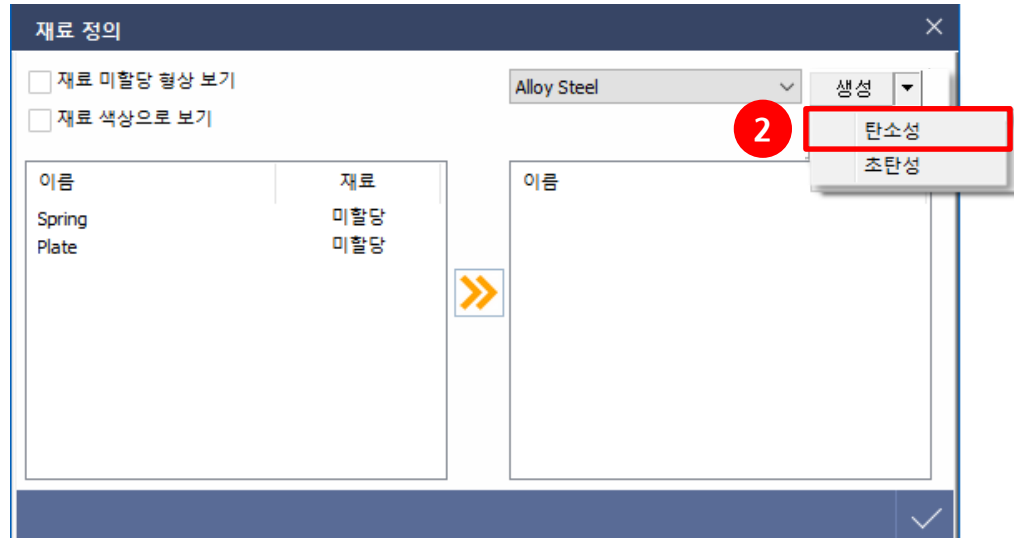 재료 정의
재료 미할당 형상 보기
재료 색상으로 보기
Alloy Steel
생성
2
탄소성
초탄성
이름 재료
Spring 미할당
Plate 미할당
이름